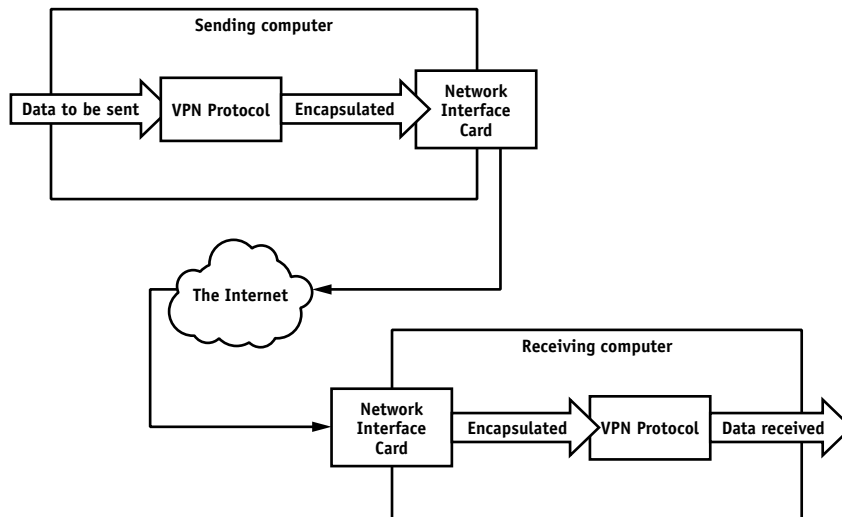 Sending computer
Data to be sent
VPN Protocol
Encapsulated
Network
Interface
Card
The Internet
Receiving computer
Network
Interface
Card
Encapsulated
VPN Protocol
Data received